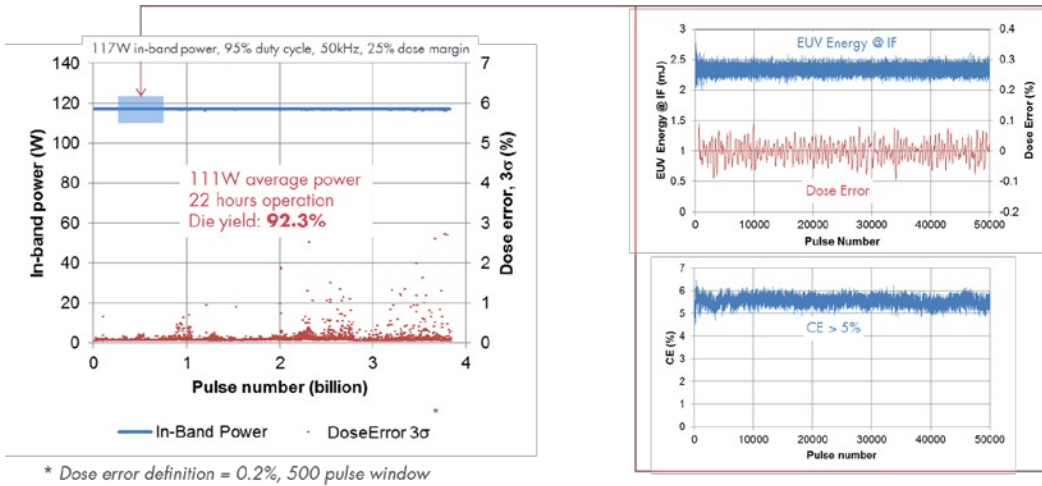 117W in-band power, 95% duty cycle, 50kHz, 25% dose margin
140
120
100
80
60
40
20
0
In-band power (W)
7
6
5
4
3
2
1
0
Dose error, 3σ (%)
111W average power
22 hours operation
Die yield: 92.3%
0 1 2 3 4
Pulse number (billion)
In-Band Power DoseError 3σ *
* Dose error definition = 0.2%, 500 pulse window
3
2.5
2
1.5
1
0.5
0
EUV Energy @ IF (mJ)
EUV Energy @ IF
Dose Error
0.4
0.3
0.2
0.1
0
-0.1
-0.2
Dose Error (%)
0 10000 20000 30000 40000 50000
Pulse Number
7
6
5
4
3
2
1
0
CE (%)
CE > 5%
0 10000 20000 30000 40000 50000
Pulse number